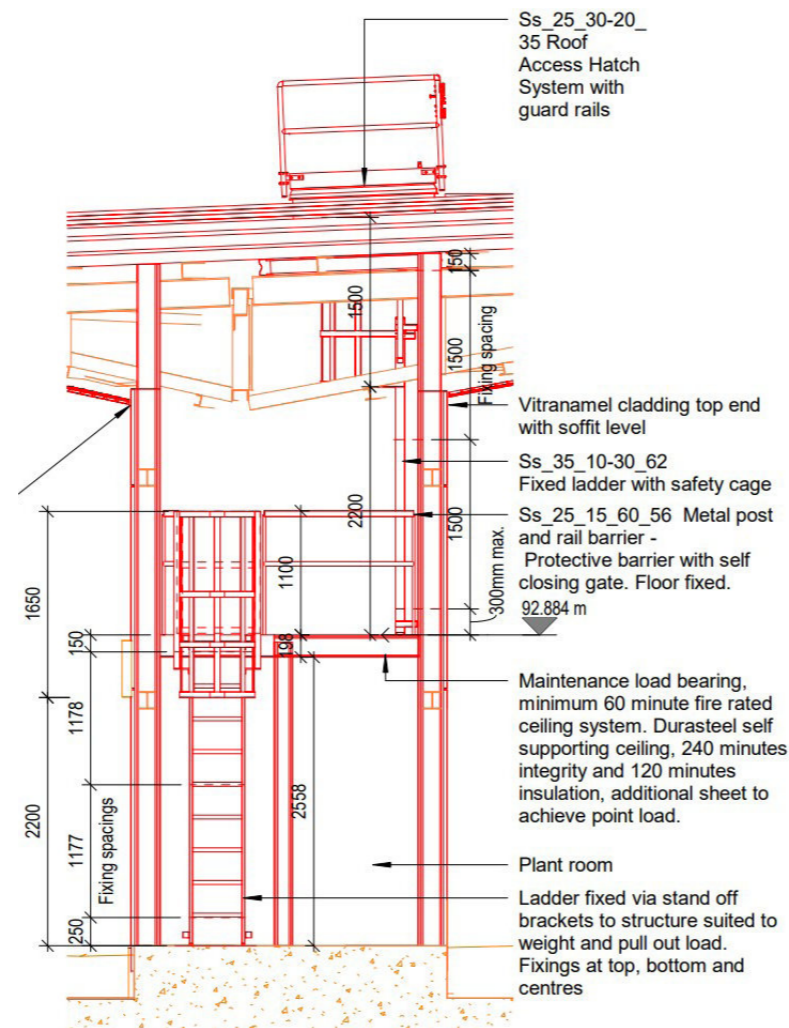 Ss_25_30-20_
35 Roof
Access Hatch
System with
guard rails
150
1500
1500
Fixing spacing
Vitranamel cladding top end
with soffit level
Ss_35_10-30_62
Fixed ladder with safety cage
2200
1500
Ss_25_15_60_56 Metal post
and rail barrier -
Protective barrier with self
closing gate. Floor fixed.
1100
1650
300mm max.
92.884 m
150
198
Maintenance load bearing,
minimum 60 minute fire rated
ceiling system. Durasteel self
supporting ceiling, 240 minutes
integrity and 120 minutes
insulation, additional sheet to
achieve point load.
1178
2558
2200
1177
Fixing spacings
Plant room
Ladder fixed via stand off
brackets to structure suited to
weight and pull out load.
Fixings at top, bottom and
centres
250